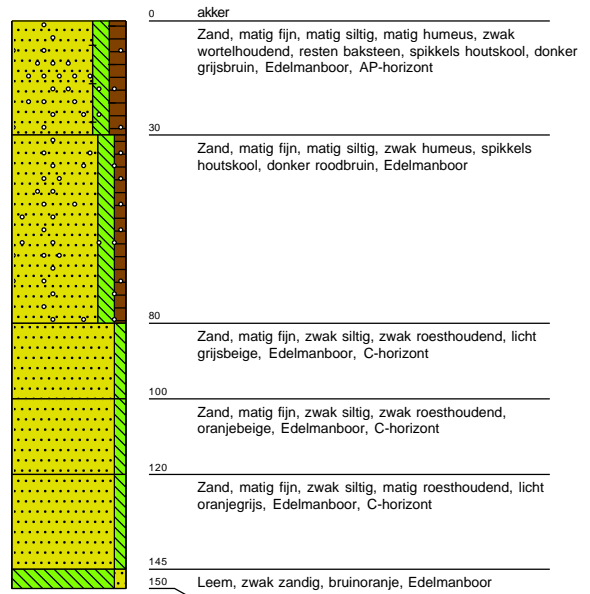 0 akker
Zand, matig fijn, matig siltig, matig humeus, zwak
wortelhoudend, resten baksteen, spikkels houtskool, donker
grijsbruin, Edelmanboor, AP-horizont
30
Zand, matig fijn, matig siltig, zwak humeus, spikkels
houtskool, donker roodbruin, Edelmanboor
80
Zand, matig fijn, zwak siltig, zwak roesthoudend, licht
grijsbeige, Edelmanboor, C-horizont
100
Zand, matig fijn, zwak siltig, zwak roesthoudend,
oranjebeige, Edelmanboor, C-horizont
120
Zand, matig fijn, zwak siltig, matig roesthoudend, licht
oranjegrijs, Edelmanboor, C-horizont
145
150 Leem, zwak zandig, bruinoranje, Edelmanboor